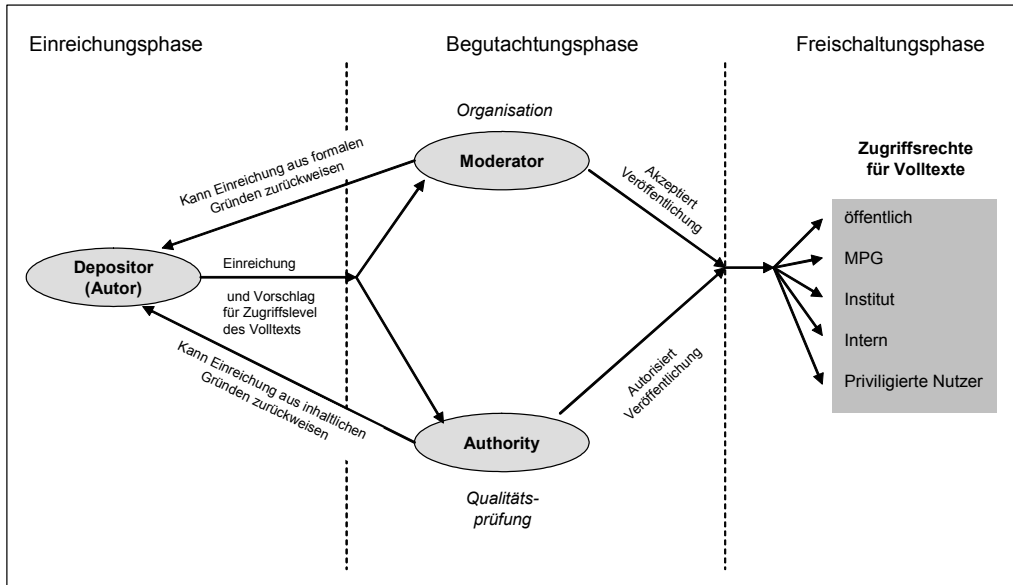 Einreichungsphase
Begutachtungsphase
Freischaltungsphase
Organisation
Moderator
Kann Einreichung aus formalen
Gründen zurückweisen
Akzeptiert
Veröffentlichung
Zugriffsrechte
für Volltexte
öffentlich
MPG
Institut
Intern
Priviligierte Nutzer
Depositor
(Autor)
Einreichung
und Vorschlag
für Zugriffslevel
des Volltexts
Kann Einreichung aus inhaltlichen
Gründen zurückweisen
Autorisiert
Veröffentlichung
Authority
Qualitäts-
prüfung